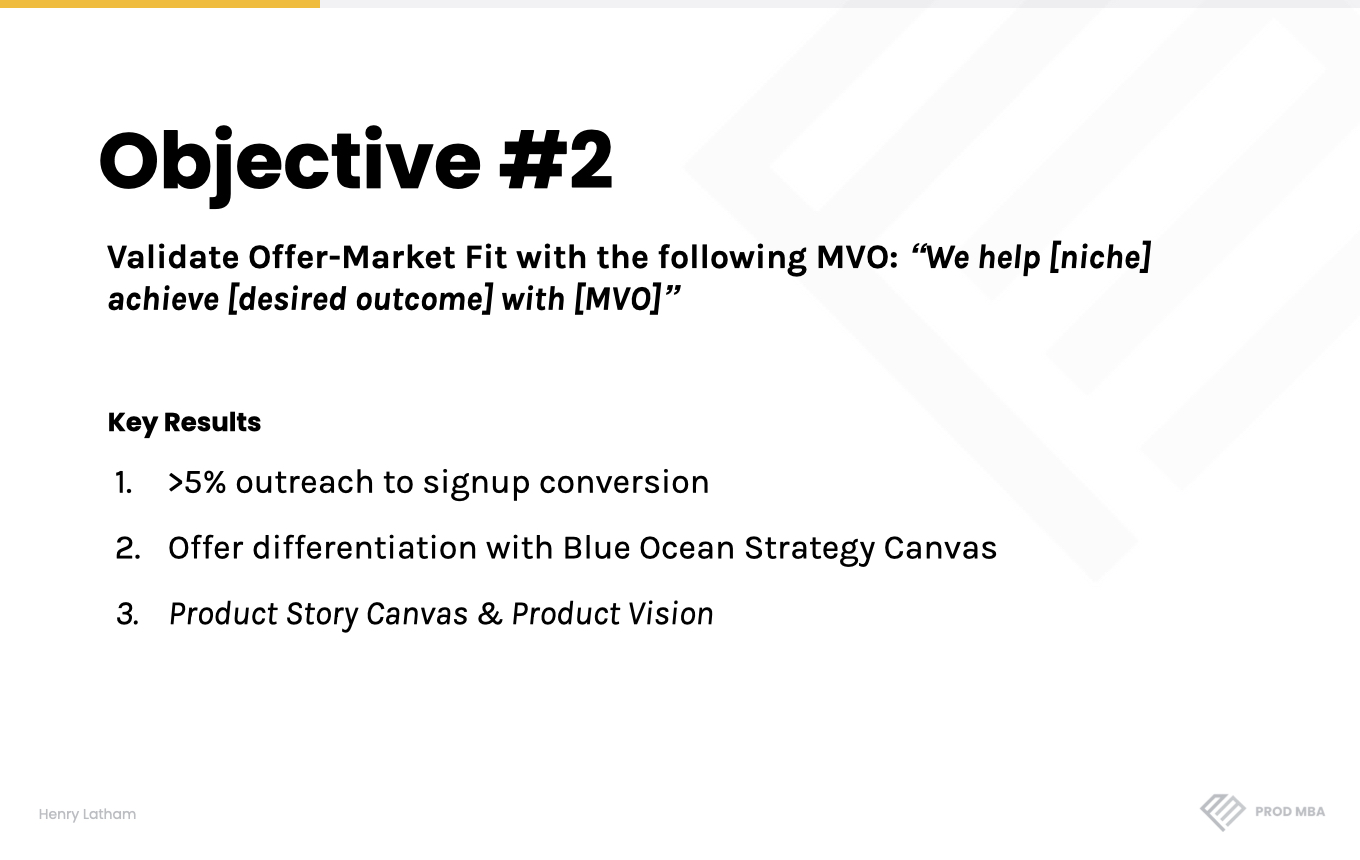 Objective #2
Validate Offer-Market Fit with the following MVO: “We help [niche]
achieve [desired outcome] with [MVO]”
Key Results
1. >5% outreach to signup conversion
2. Offer differentiation with Blue Ocean Strategy Canvas
3. Product Story Canvas & Product Vision
Henry Latham
PROD MBA